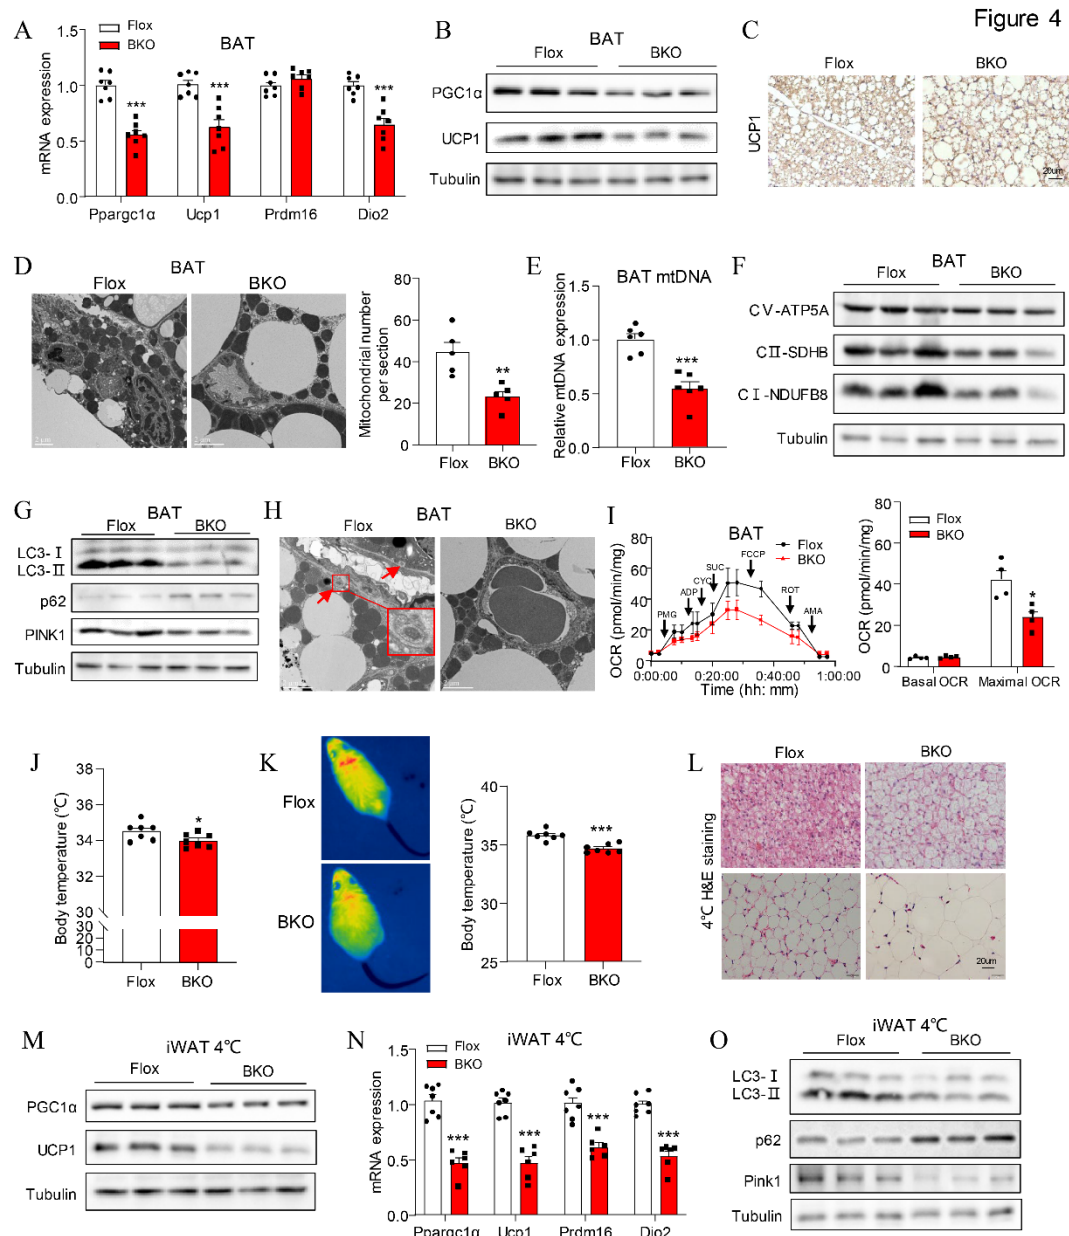 Figure 4
A
Flox
BKO
BAT
mRNA expression
1.5
1.0
0.5
0.0
***
***
***
Ppargc1α
Ucp1
Prdm16
Dio2
B
BAT
Flox
BKO
PGC1α
UCP1
Tubulin
C
Flox
BKO
UCP1
20um
D
BAT
Flox
BKO
2 μm
2 μm
Mitochondrial number
per section
60
40
20
0
**
Flox
BKO
E
BAT mtDNA
Relative mtDNA expression
1.5
1.0
0.5
0.0
***
Flox
BKO
F
BAT
Flox
BKO
CV-ATP5A
CⅡ-SDHB
CⅠ-NDUFB8
Tubulin
G
BAT
Flox
BKO
LC3-Ⅰ
LC3-Ⅱ
p62
PINK1
Tubulin
H
BAT
Flox
BKO
2 μm
2 μm
I
BAT
Flox
BKO
OCR (pmol/min/mg)
80
60
40
20
0
PMG
ADP
CYC
SUC
FCCP
ROT
AMA
0:00:00
0:20:00
0:40:00
1:00:00
Time (hh: mm)
Flox
BKO
OCR (pmol/min/mg)
80
60
40
20
0
*
Basal OCR
Maximal OCR
J
Body temperature (℃)
38
36
34
32
30
30
20
10
0
*
Flox
BKO
K
Flox
BKO
Body temperature (℃)
40
35
30
25
***
Flox
BKO
L
Flox
BKO
4℃ H&E staining
20um
M
iWAT 4℃
Flox
BKO
PGC1α
UCP1
Tubulin
N
iWAT 4℃
Flox
BKO
mRNA expression
1.5
1.0
0.5
0.0
***
***
***
***
Ppargc1α
Ucp1
Prdm16
Dio2
O
iWAT 4℃
Flox
BKO
LC3-Ⅰ
LC3-Ⅱ
p62
Pink1
Tubulin